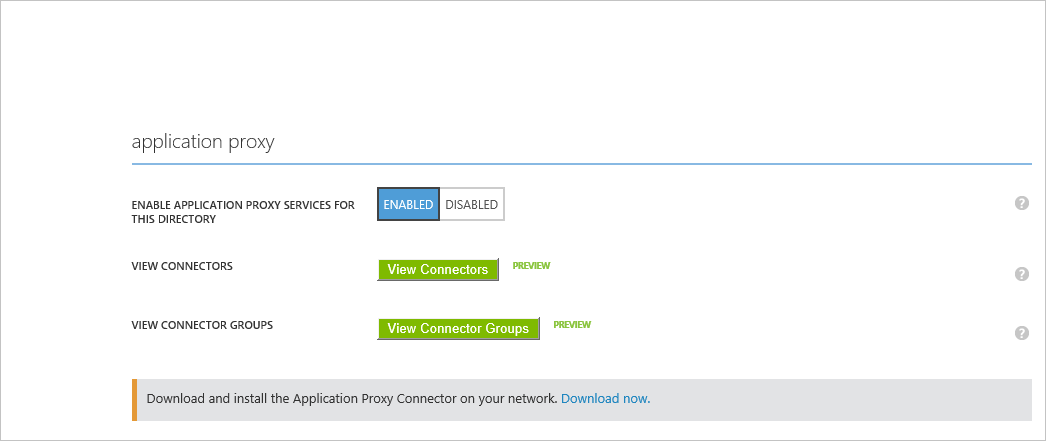 application proxy
ENABLE APPLICATION PROXY SERVICES FOR
THIS DIRECTORY
ENABLED DISABLED
?
VIEW CONNECTORS
View Connectors
PREVIEW
?
VIEW CONNECTOR GROUPS
View Connector Groups
PREVIEW
?
Download and install the Application Proxy Connector on your network. Download now.